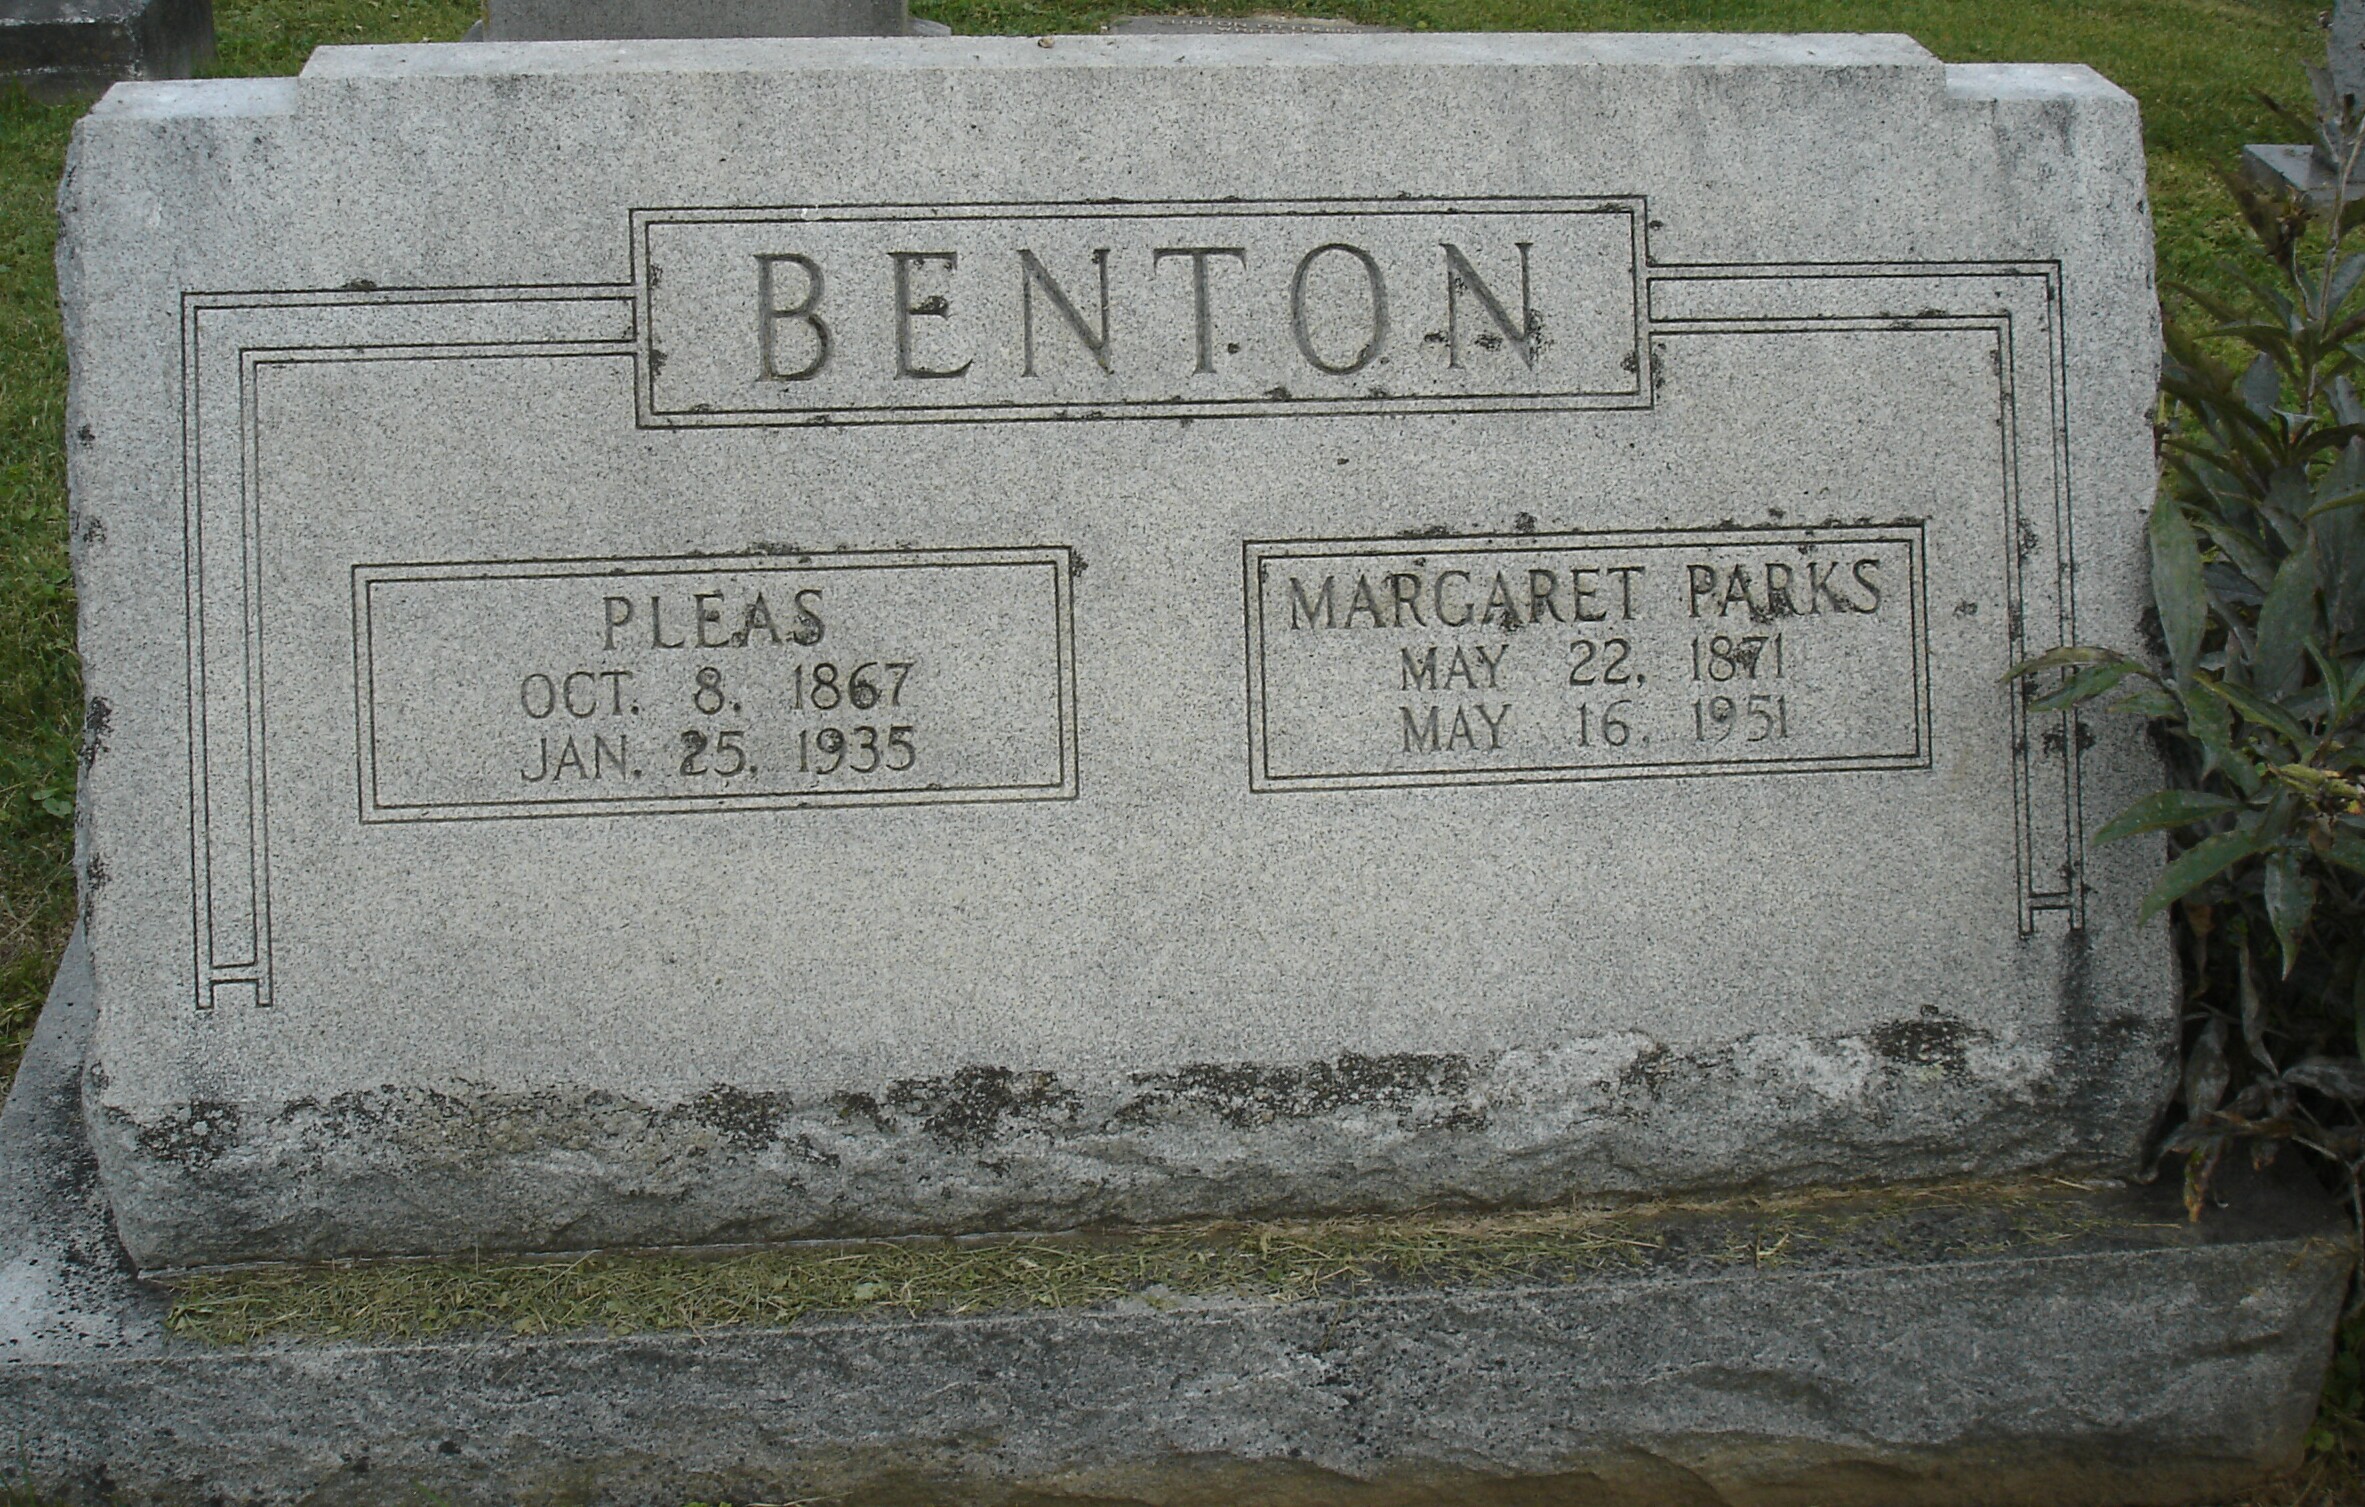 BENTON
PLEAS
OCT. 8. 1867
JAN. 25. 1935
MARGARET PARKS
MAY 22, 1871
MAY 16. 1951